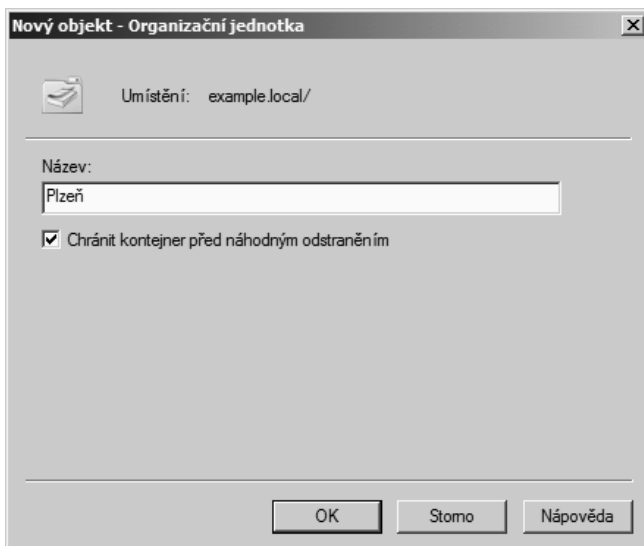 Nový objekt - Organizační jednotka
Umístění: example.local/
Název:
Plzeň
Chránit kontejner před náhodným odstraněním
OK Storno Nápověda